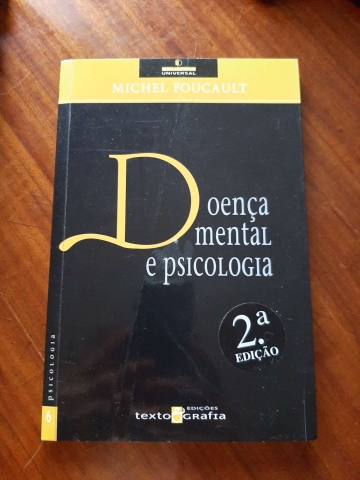 UNIVERSAL
MICHEL FOUCAULT
Doença
mental
e psicologia
2.ª
EDIÇÃO
psicologia
6
EDIÇÕES
texto grafia